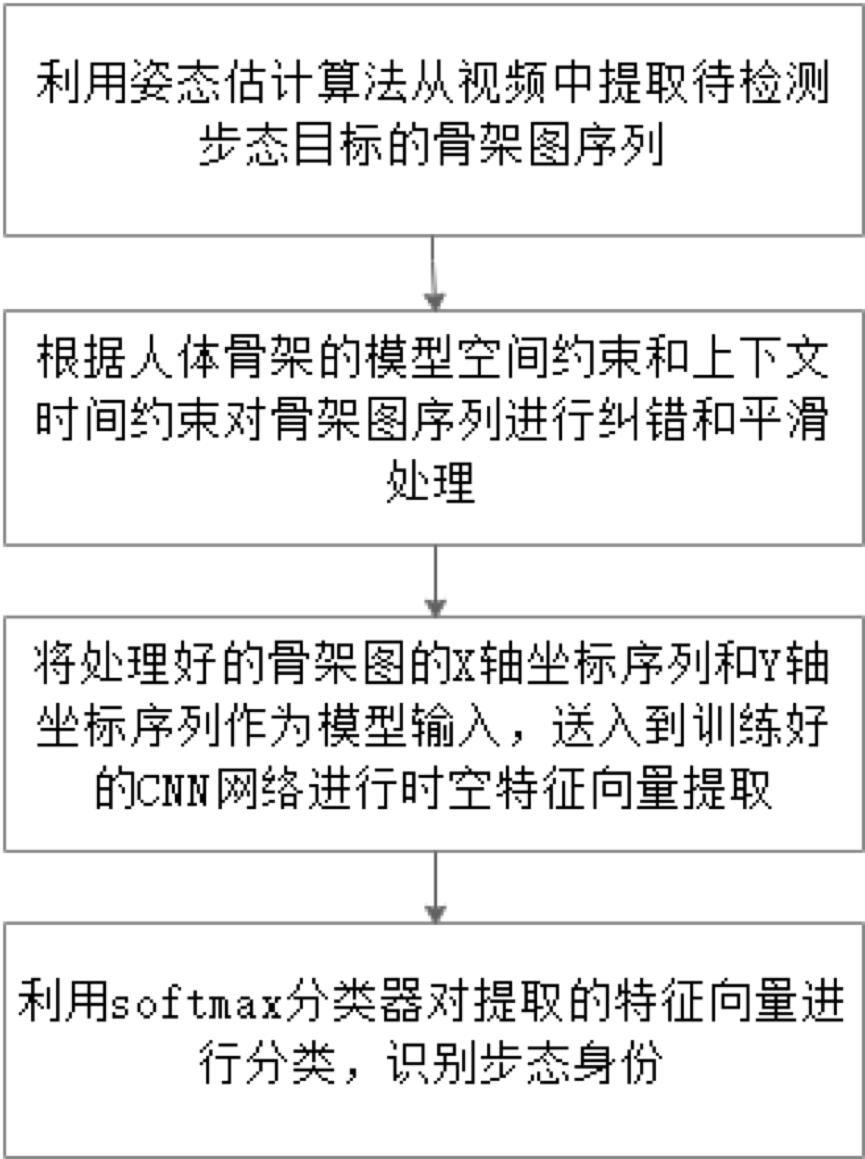 利用姿态估计算法从视频中提取待检测
步态目标的骨架图序列
根据人体骨架的模型空间约束和上下文
时间约束对骨架图序列进行纠错和平滑
处理
将处理好的骨架图的X轴坐标序列和Y轴
坐标序列作为模型输入，送入到训练好
的CNN网络进行时空特征向量提取
利用softmax分类器对提取的特征向量进
行分类，识别步态身份